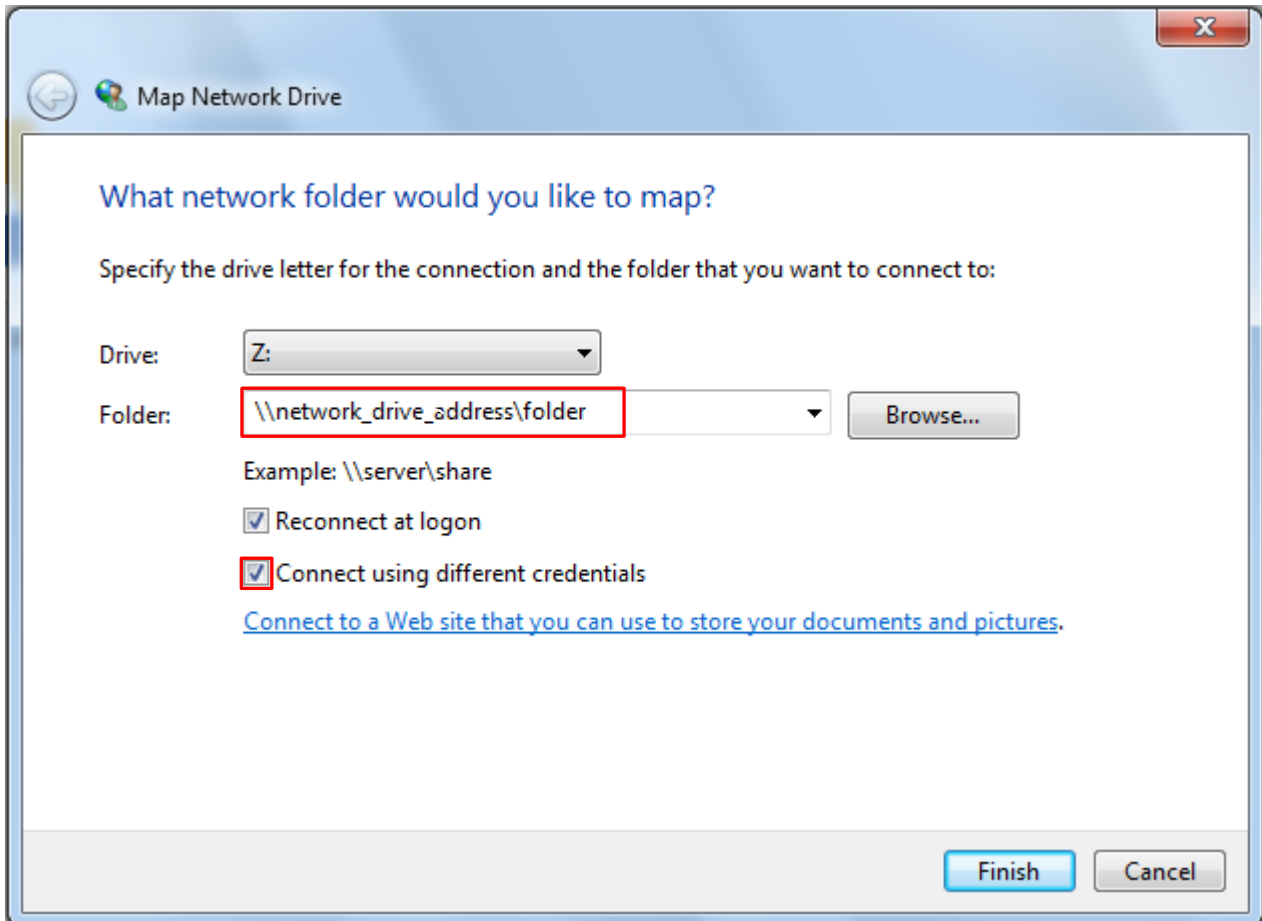 Map Network Drive
What network folder would you like to map?
Specify the drive letter for the connection and the folder that you want to connect to:
Drive: Z:
Folder: \\network_drive_address\folder Browse...
Example: \\server\share
Reconnect at logon
Connect using different credentials
Connect to a Web site that you can use to store your documents and pictures.
Finish Cancel